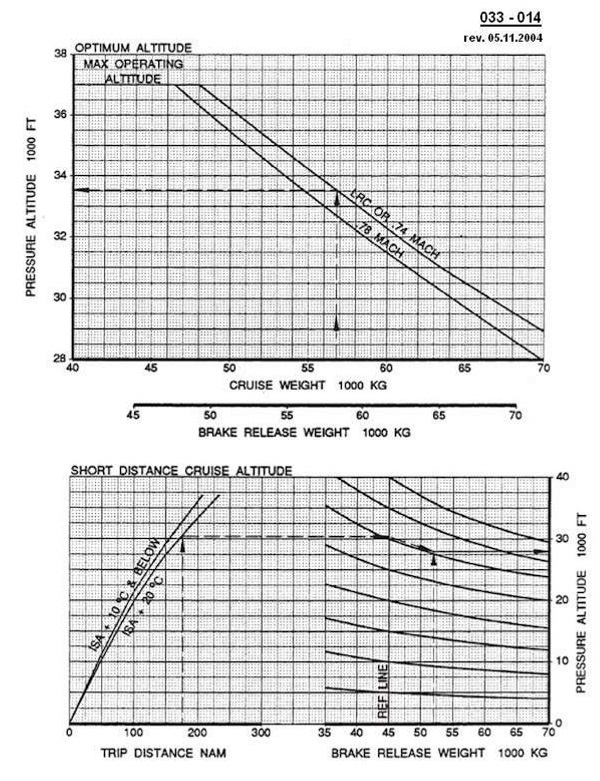 033 - 014
rev. 05.11.2004
OPTIMUM ALTITUDE
MAX OPERATING
ALTITUDE
38
36
34
32
30
28
PRESSURE ALTITUDE 1000 FT
LRC OR .74 MACH
.78 MACH
40 45 50 55 60 65 70
CRUISE WEIGHT 1000 KG
45 50 55 60 65 70
BRAKE RELEASE WEIGHT 1000 KG
SHORT DISTANCE CRUISE ALTITUDE
ISA + 10 °C & BELOW
ISA + 20 °C
REF LINE
40
30
20
10
0
PRESSURE ALTITUDE 1000 FT
0 100 200 300 35 40 45 50 55 60 65 70
TRIP DISTANCE NAM BRAKE RELEASE WEIGHT 1000 KG